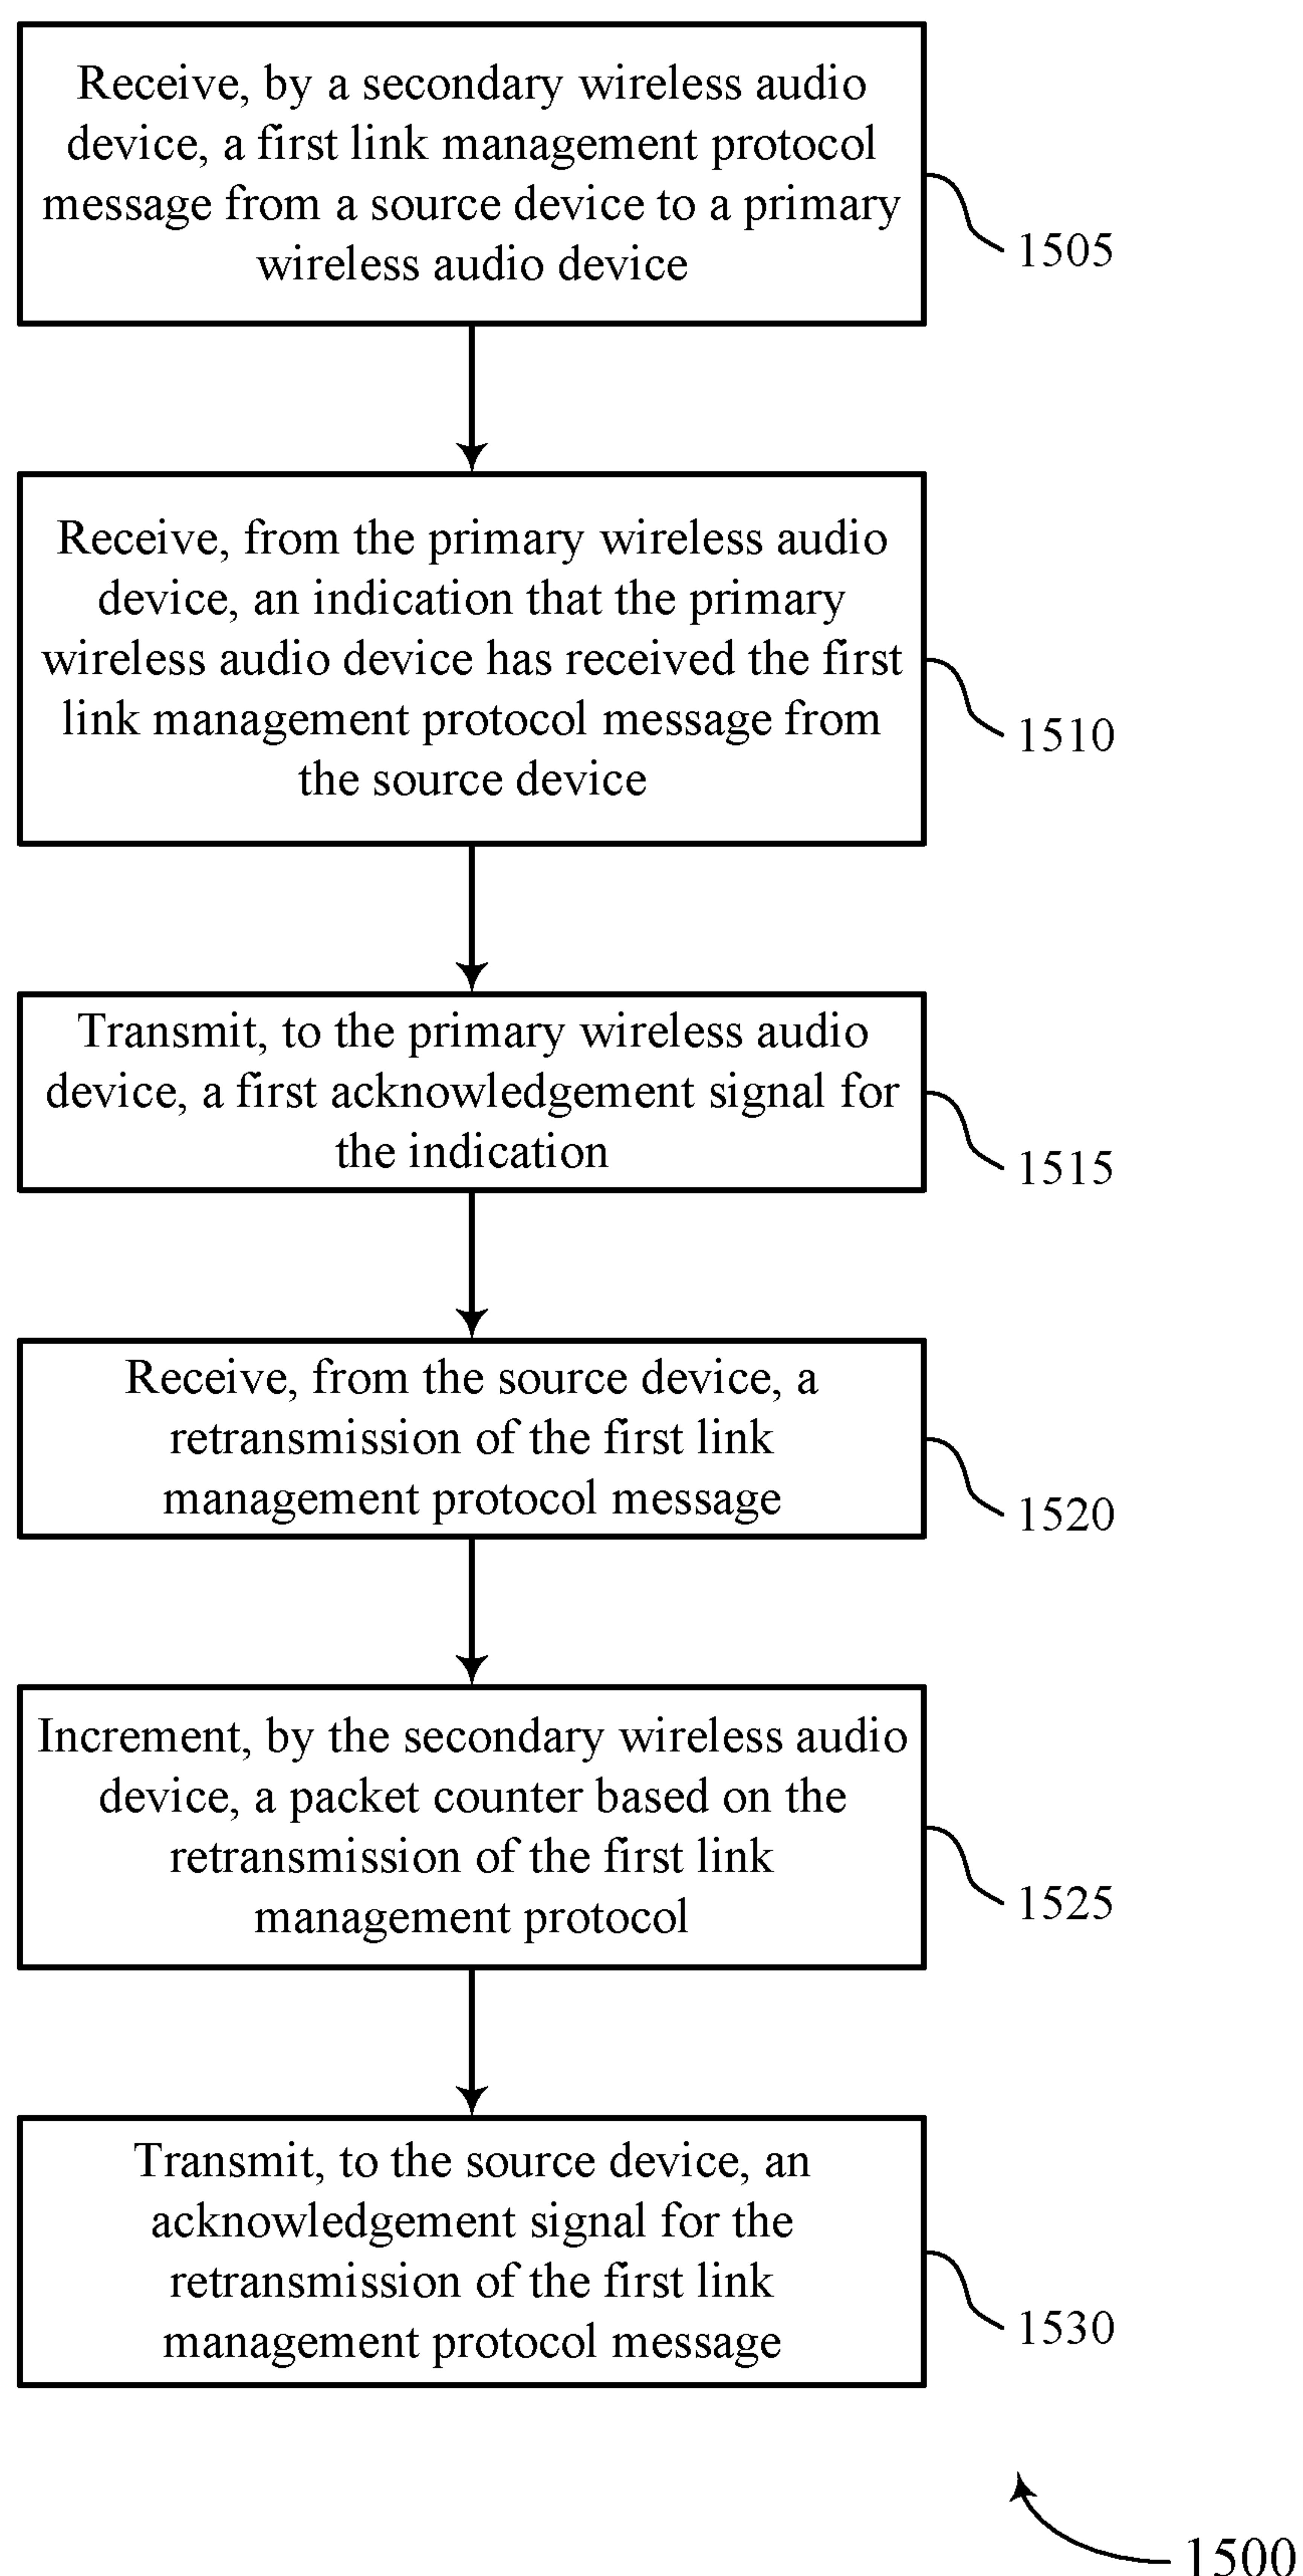 Receive, by a secondary wireless audio
device, a first link management protocol
message from a source device to a primary
wireless audio device
1505
Receive, from the primary wireless audio
device, an indication that the primary
wireless audio device has received the first
link management protocol message from
the source device
1510
Transmit, to the primary wireless audio
device, a first acknowledgement signal for
the indication
1515
Receive, from the source device, a
retransmission of the first link
management protocol message
1520
Increment, by the secondary wireless audio
device, a packet counter based on the
retransmission of the first link
management protocol
1525
Transmit, to the source device, an
acknowledgement signal for the
retransmission of the first link
management protocol message
1530
1500